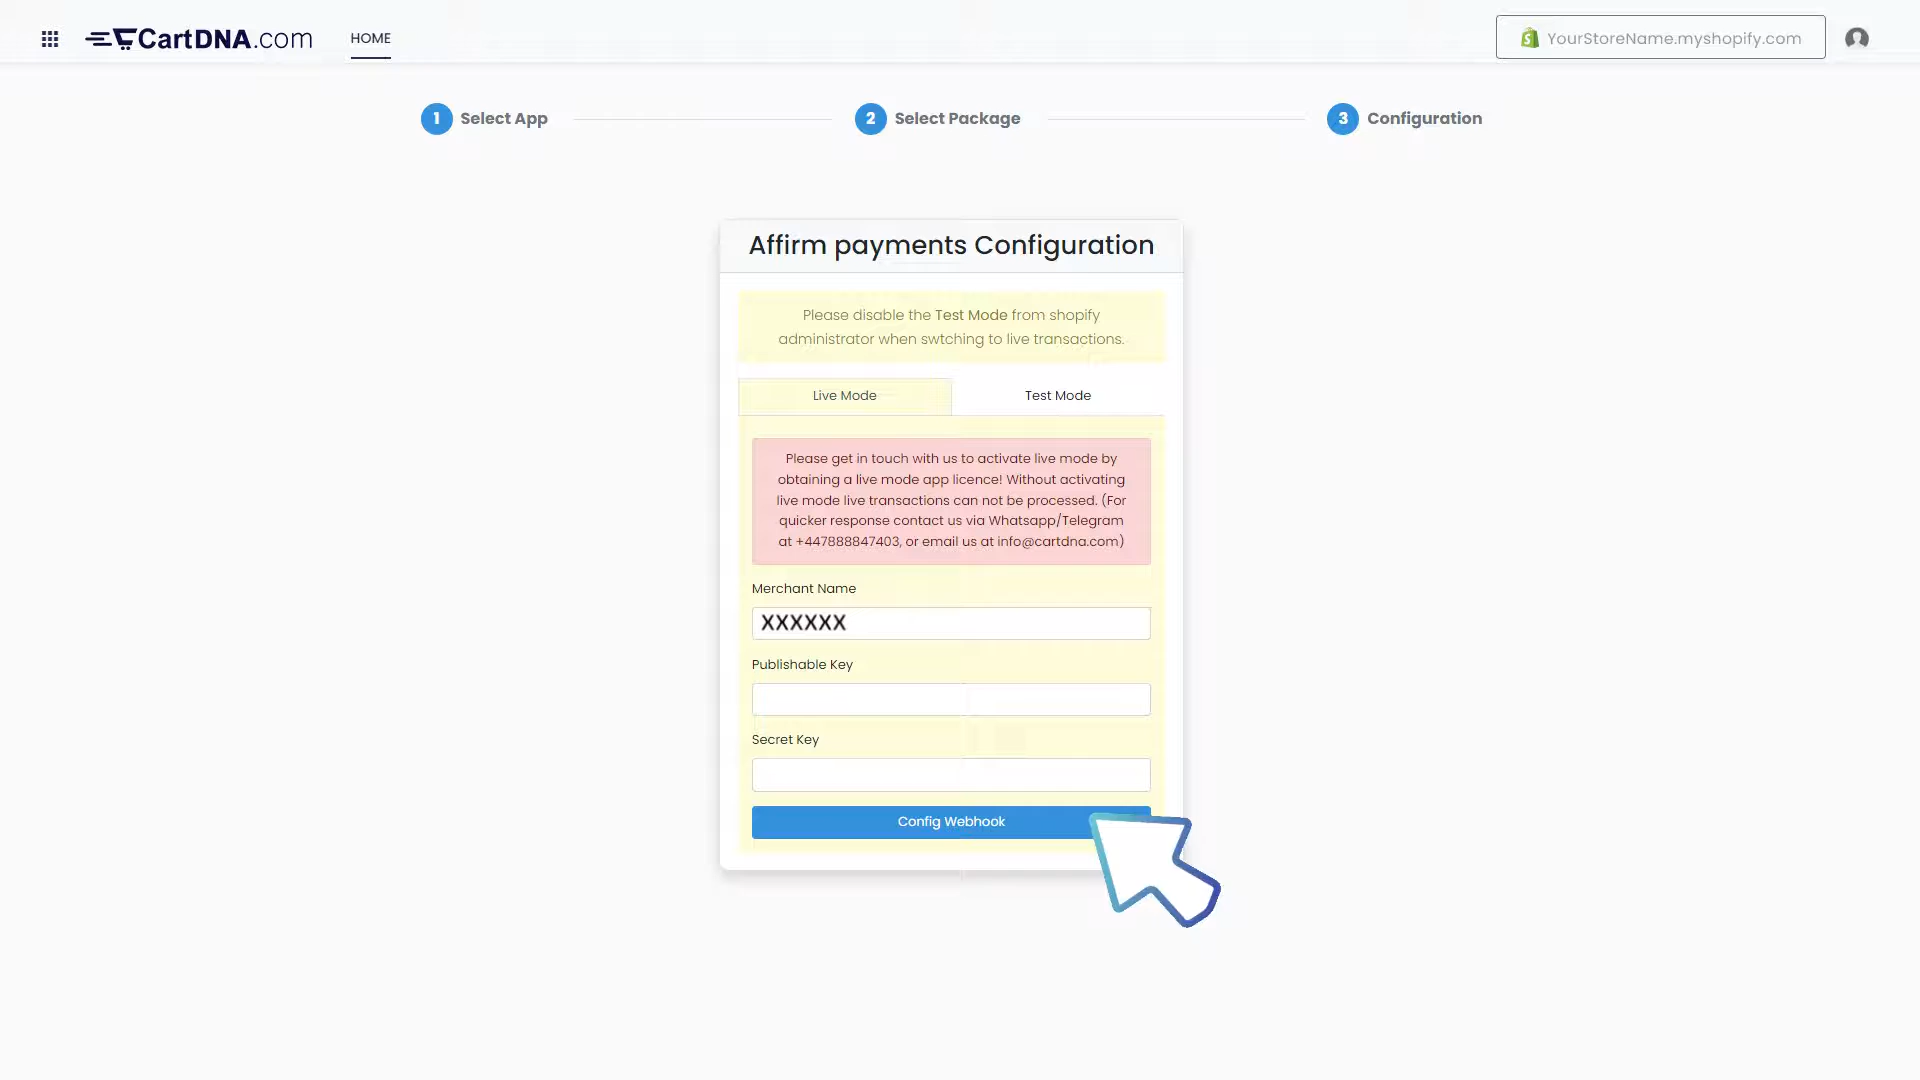 CartDNA.com
HOME
YourStoreName.myshopify.com
1 Select App
2 Select Package
3 Configuration
Affirm payments Configuration
Please disable the Test Mode from shopify
administrator when swtching to live transactions.
Live Mode
Test Mode
Please get in touch with us to activate live mode by
obtaining a live mode app licence! Without activating
live mode live transactions can not be processed. (For
quicker response contact us via Whatsapp/Telegram
at +447888847403, or email us at info@cartdna.com)
Merchant Name
XXXXXX
Publishable Key
Secret Key
Config Webhook